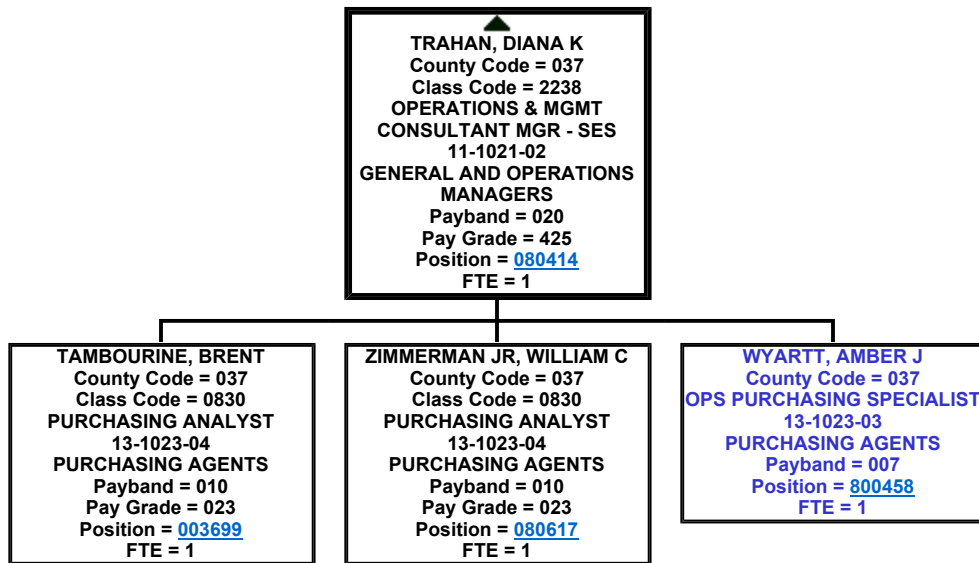 TRAHAN, DIANA K
County Code = 037
Class Code = 2238
OPERATIONS & MGMT
CONSULTANT MGR - SES
11-1021-02
GENERAL AND OPERATIONS
MANAGERS
Payband = 020
Pay Grade = 425
Position = 080414
FTE = 1
TAMBOURINE, BRENT
County Code = 037
Class Code = 0830
PURCHASING ANALYST
13-1023-04
PURCHASING AGENTS
Payband = 010
Pay Grade = 023
Position = 003699
FTE = 1
ZIMMERMAN JR, WILLIAM C
County Code = 037
Class Code = 0830
PURCHASING ANALYST
13-1023-04
PURCHASING AGENTS
Payband = 010
Pay Grade = 023
Position = 080617
FTE = 1
WYARTT, AMBER J
County Code = 037
OPS PURCHASING SPECIALIST
13-1023-03
PURCHASING AGENTS
Payband = 007
Position = 800458
FTE = 1